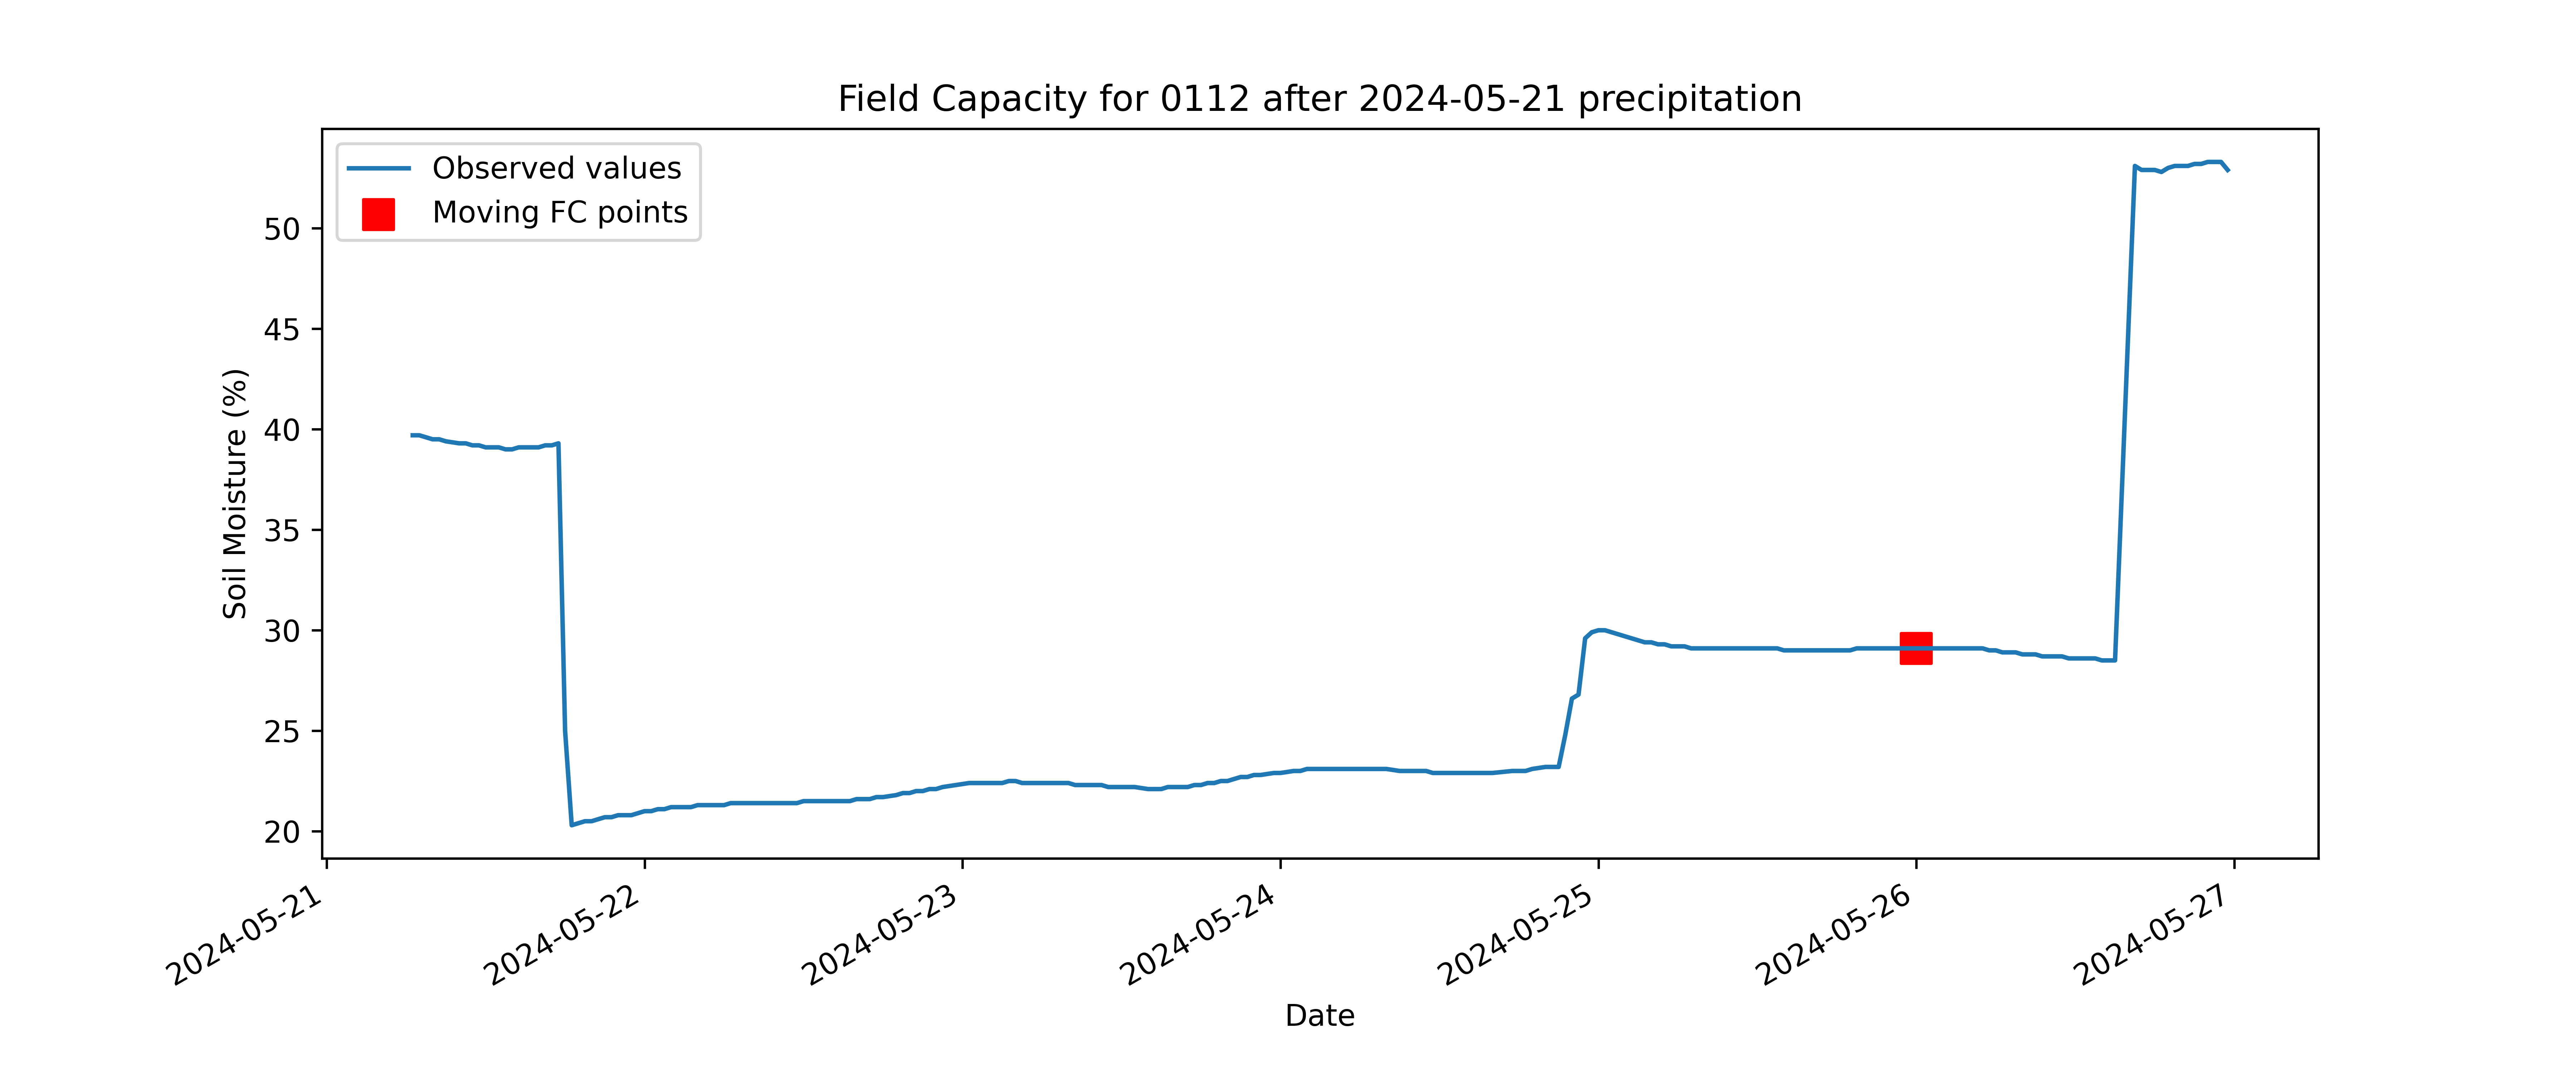 Field Capacity for 0112 after 2024-05-21 precipitation
Observed values
Moving FC points
Soil Moisture (%)
50
45
40
35
30
25
20
2024-05-21
2024-05-22
2024-05-23
2024-05-24
2024-05-25
2024-05-26
2024-05-27
Date